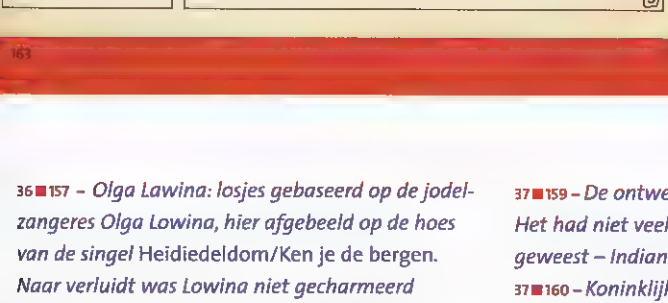 163
36■157 – Olga Lawina: losjes gebaseerd op de jodel-
zangeres Olga Lowina, hier afgebeeld op de hoes
van de singel Heidiedeldom/Ken je de bergen.
Naar verluidt was Lowina niet gecharmeerd
37■159 – De ontwe
Het had niet veel
geweest – Indian
37■160 – Koninklijk